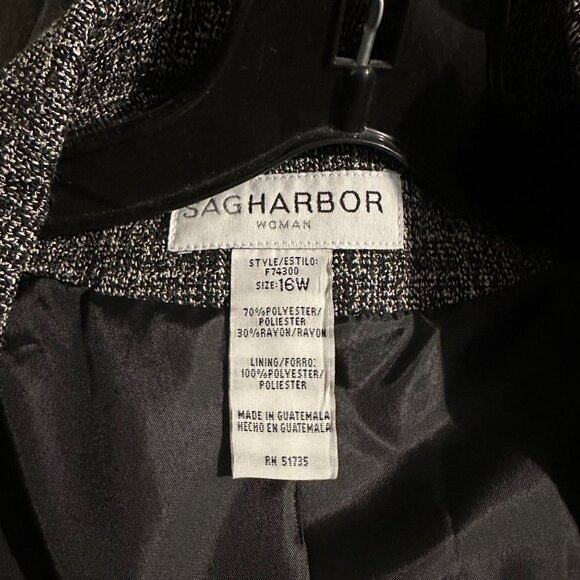 SAGHARBOR
WOMAN
STYLE/ESTILO:
F74300
SIZE: 16W
70%POLYESTER/
POLIESTER
30%RAYON/RAYON
LINING/FORRO:
100%POLYESTER/
POLIESTER
MADE IN GUATEMALA
HECHO EN GUATEMALA
RN 51735